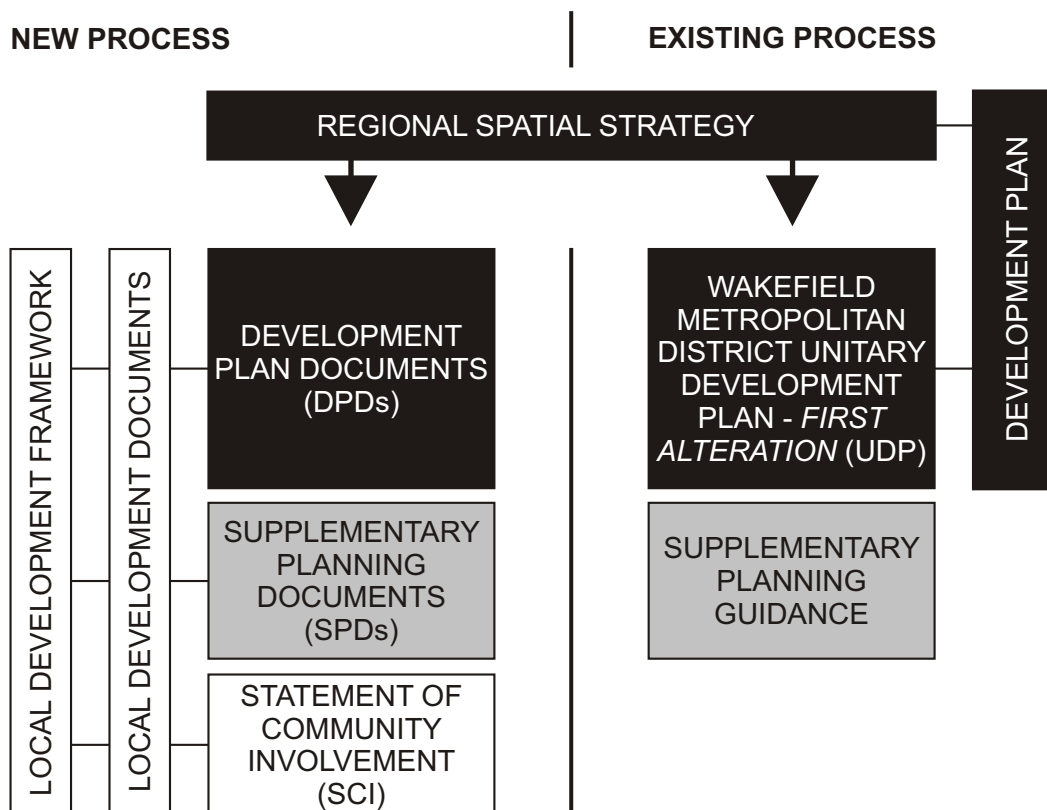 NEW PROCESS
EXISTING PROCESS
REGIONAL SPATIAL STRATEGY
DEVELOPMENT PLAN
LOCAL DEVELOPMENT FRAMEWORK
LOCAL DEVELOPMENT DOCUMENTS
DEVELOPMENT
PLAN DOCUMENTS
(DPDs)
WAKEFIELD
METROPOLITAN
DISTRICT UNITARY
DEVELOPMENT
PLAN - FIRST
ALTERATION (UDP)
SUPPLEMENTARY
PLANNING
DOCUMENTS
(SPDs)
SUPPLEMENTARY
PLANNING
GUIDANCE
STATEMENT OF
COMMUNITY
INVOLVEMENT
(SCI)